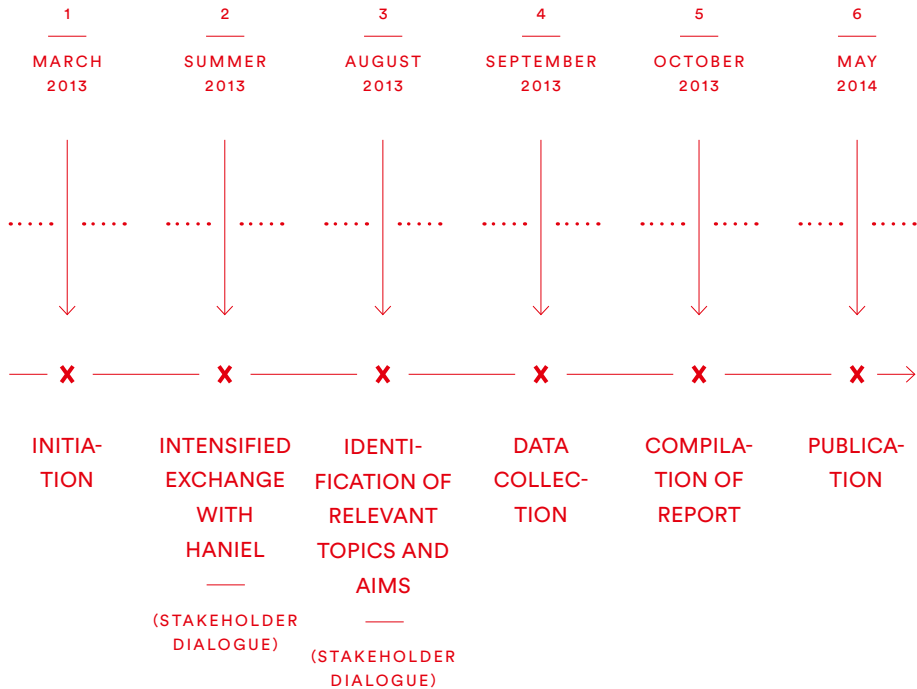 1
MARCH
2013
2
SUMMER
2013
3
AUGUST
2013
4
SEPTEMBER
2013
5
OCTOBER
2013
6
MAY
2014
INITIA-
TION
INTENSIFIED
EXCHANGE
WITH
HANIEL
(STAKEHOLDER
DIALOGUE)
IDENTI-
FICATION OF
RELEVANT
TOPICS AND
AIMS
(STAKEHOLDER
DIALOGUE)
DATA
COLLEC-
TION
COMPILA-
TION OF
REPORT
PUBLICA-
TION